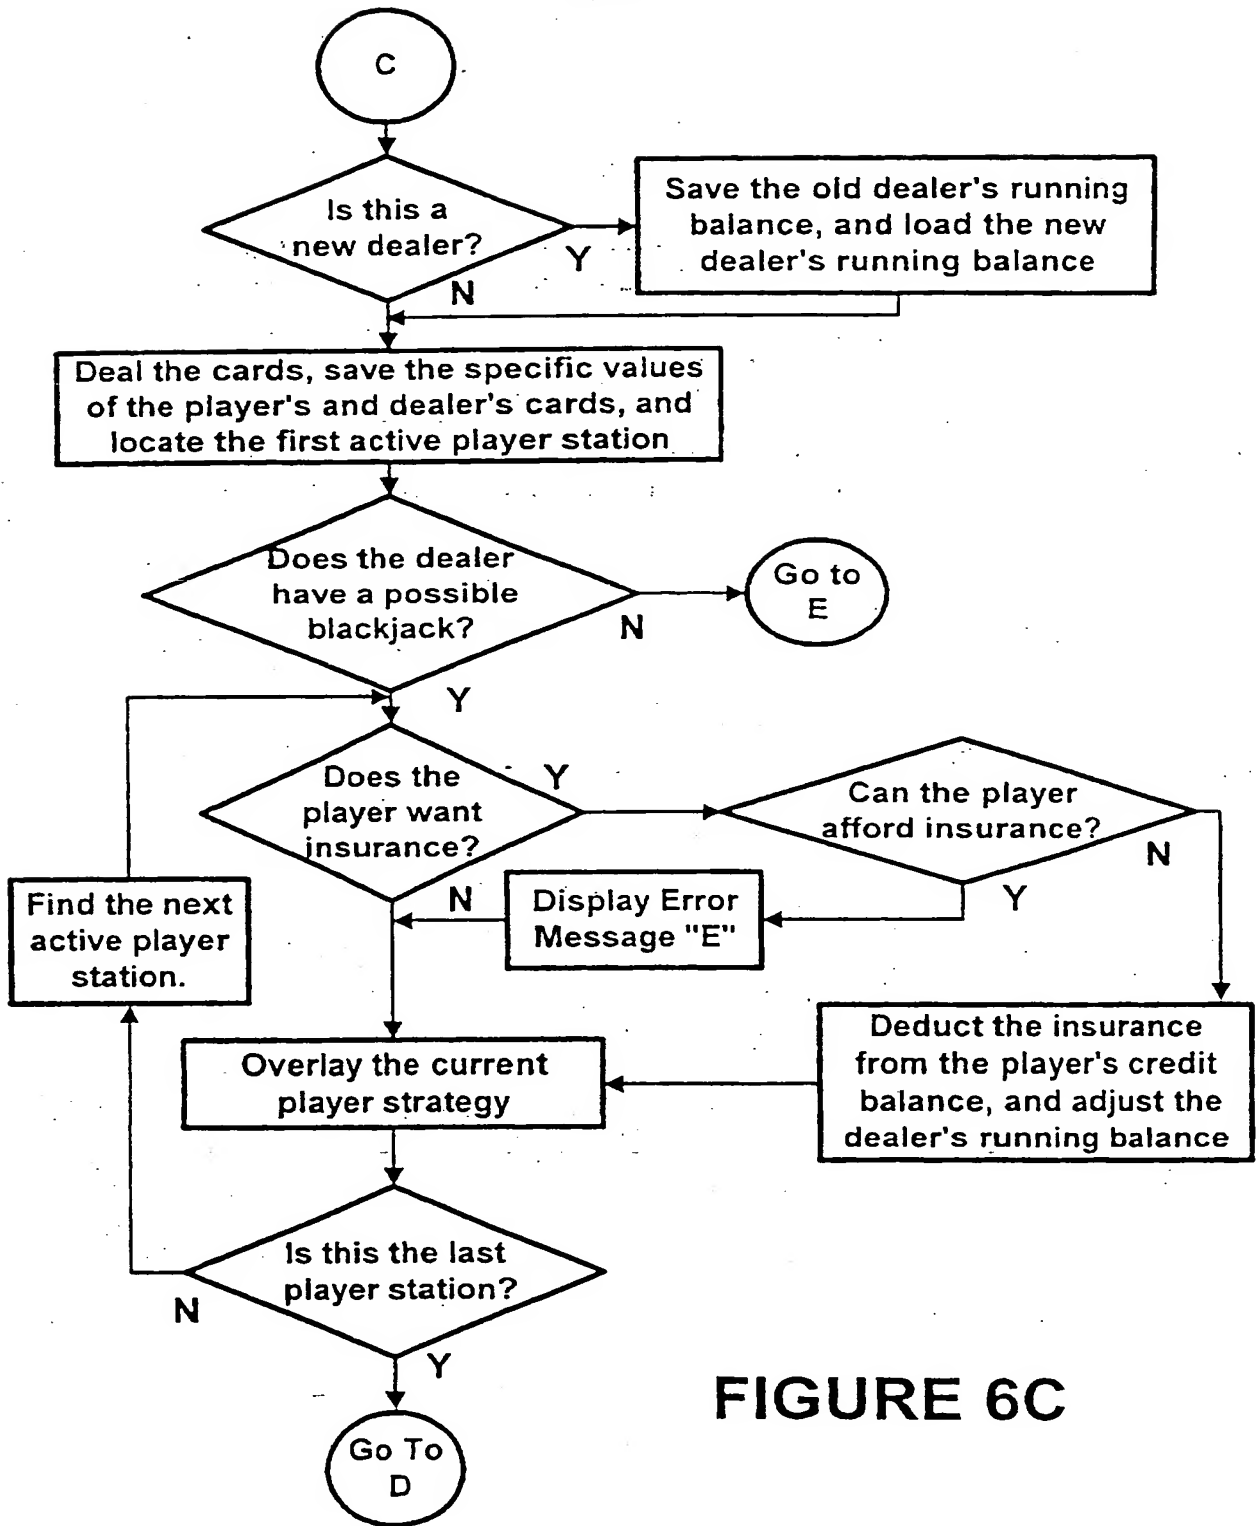 C
Is this a
new dealer?
Y
N
Save the old dealer's running
balance, and load the new
dealer's running balance
Deal the cards, save the specific values
of the player's and dealer's cards, and
locate the first active player station
Does the dealer
have a possible
blackjack?
N
Go to
E
Y
Does the
player want
insurance?
Y
N
Can the player
afford insurance?
N
Y
Display Error
Message "E"
Find the next
active player
station.
Deduct the insurance
from the player's credit
balance, and adjust the
dealer's running balance
Overlay the current
player strategy
Is this the last
player station?
N
Y
Go To
D
FIGURE 6C